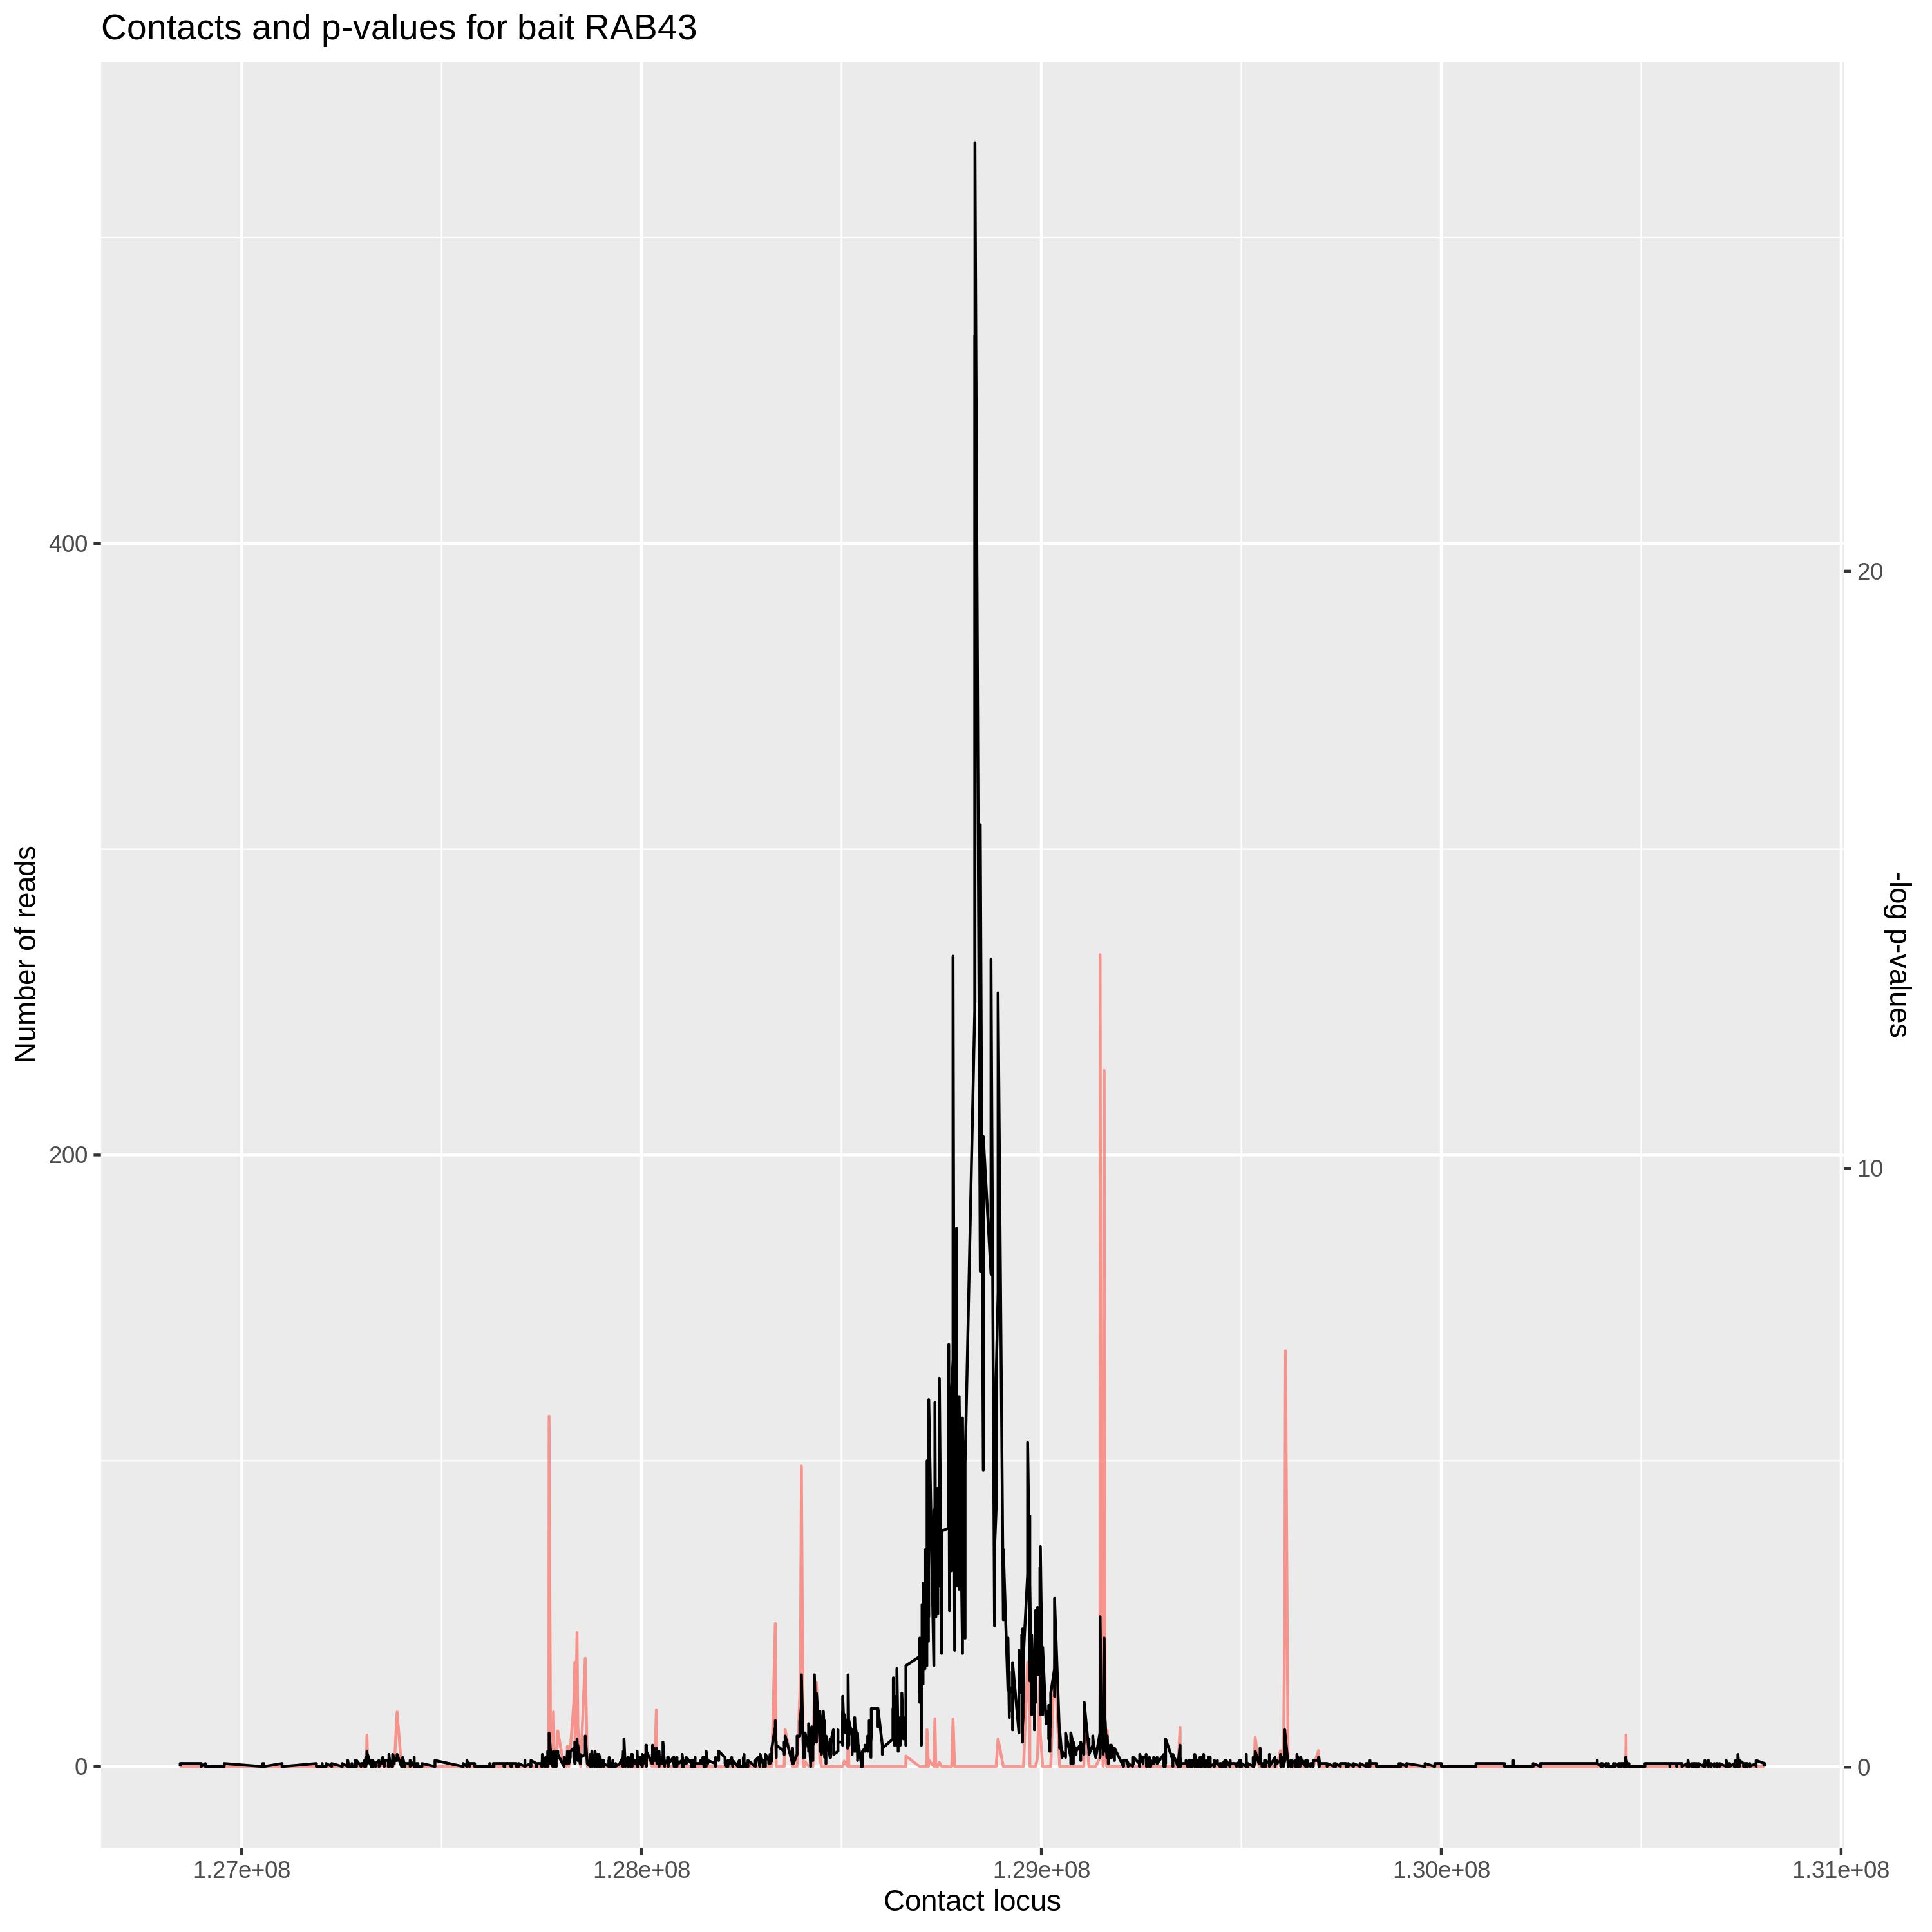 Contacts and p-values for bait RAB43
Number of reads
400
200
0
20
10
0
-log p-values
1.27e+08
1.28e+08
1.29e+08
1.30e+08
1.31e+08
Contact locus